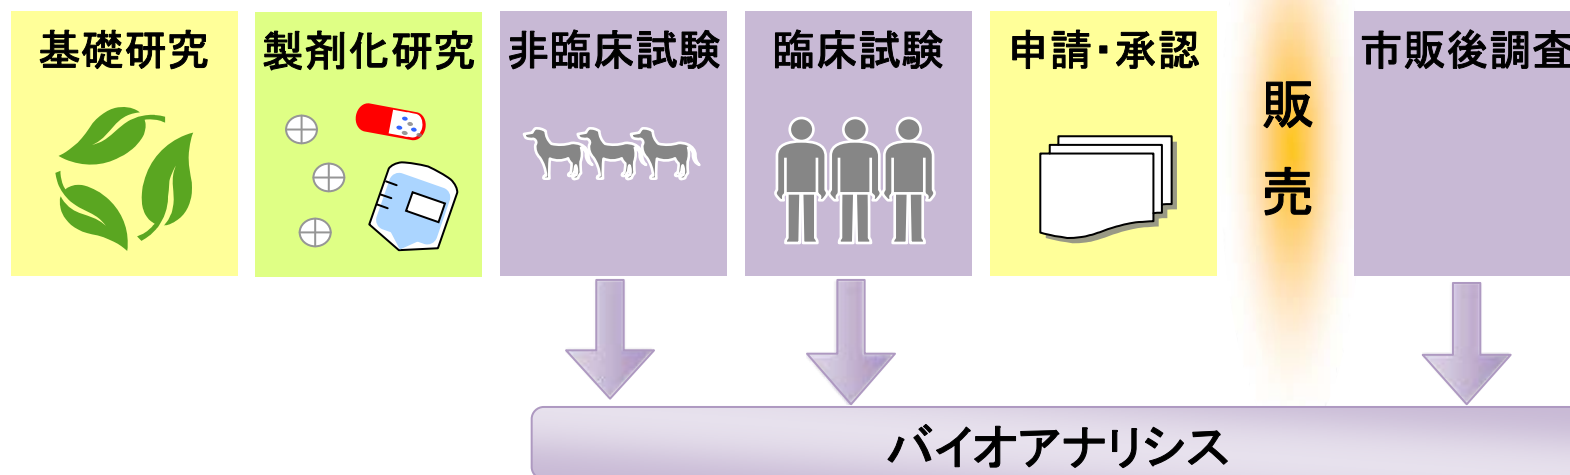 基礎研究
製剤化研究
非臨床試験
臨床試験
申請・承認
販売
市販後調査
バイオアナリシス